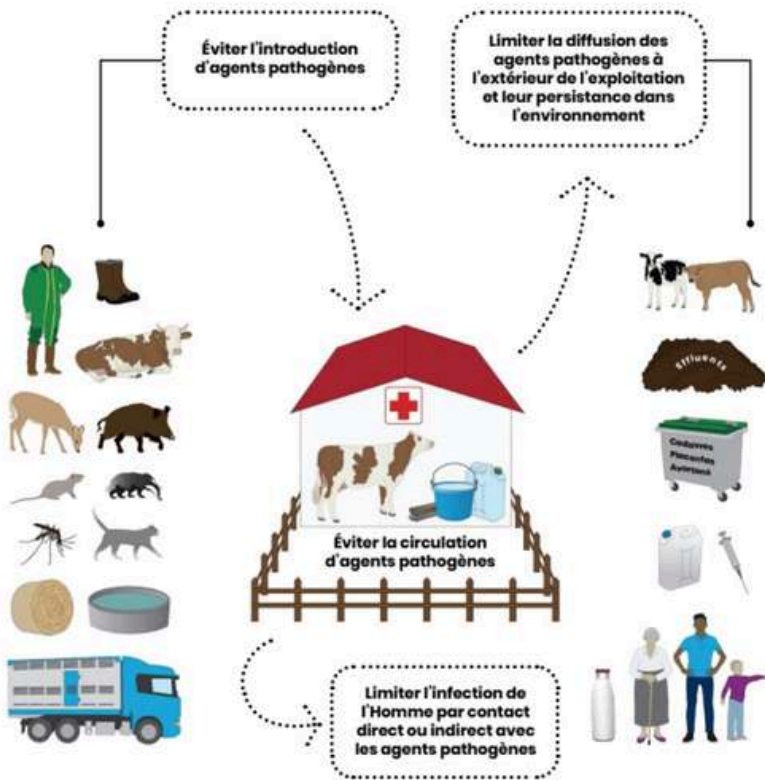 Éviter l'introduction
d'agents pathogènes
Limiter la diffusion des
agents pathogènes à
l'extérieur de l'exploitation
et leur persistance dans
l'environnement
Effluents
Cadavres
Placentas
Avortons
Éviter la circulation
d'agents pathogènes
Limiter l'infection de
l'Homme par contact
direct ou indirect avec
les agents pathogènes